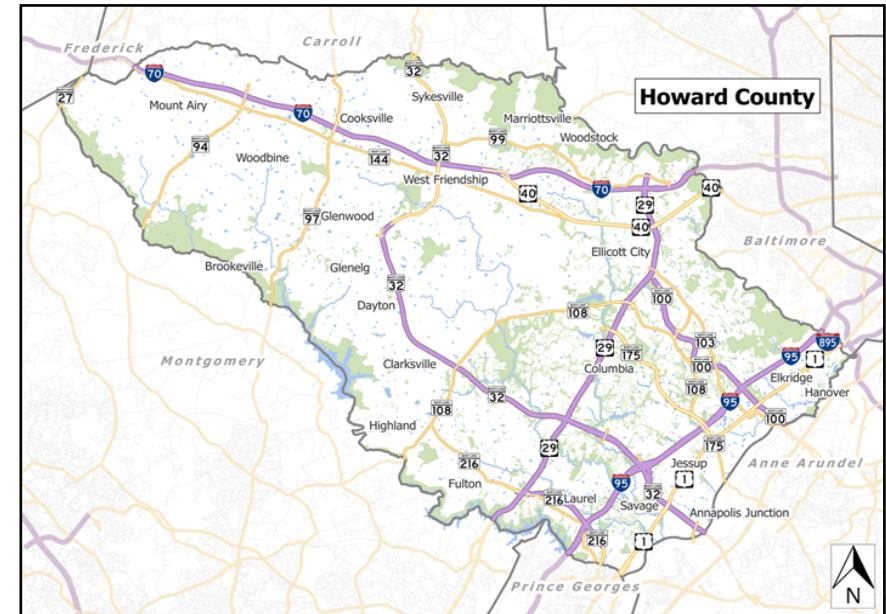 Howard County
Frederick
Carroll
Montgomery
Baltimore
Anne Arundel
Prince Georges
Mount Airy
Cooksville
Sykesville
Marriottsville
Woodstock
Woodbine
West Friendship
Glenwood
Ellicott City
Brookeville
Glenelg
Dayton
Clarksville
Columbia
Elkridge
Hanover
Highland
Fulton
Laurel
Savage
Jessup
Annapolis Junction
70
27
70
32
94
144
32
99
40
70
40
29
40
97
32
108
100
29
175
103
100
108
95
895
1
95
100
175
32
108
29
216
95
216
32
1
216
1
N